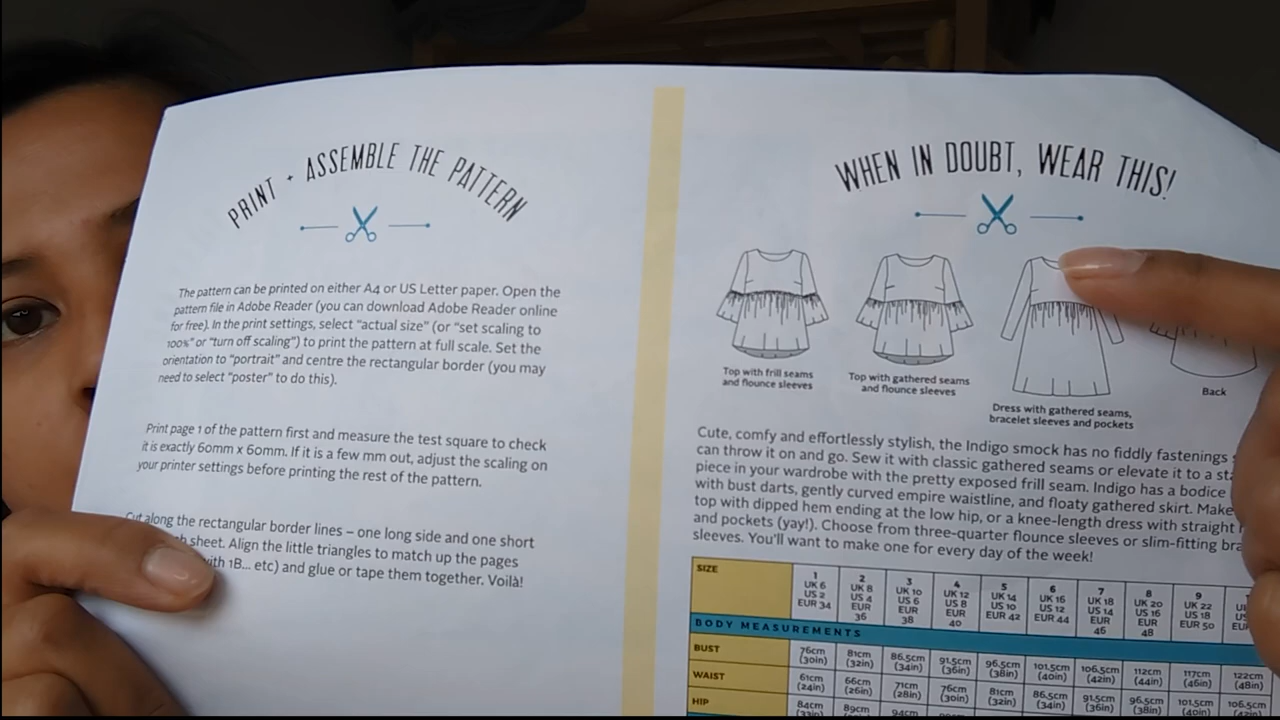 PRINT + ASSEMBLE THE PATTERN
The pattern can be printed on either A4 or US Letter paper. Open the
pattern file in Adobe Reader (you can download Adobe Reader online
for free). In the print settings, select "actual size" (or "set scaling to
100%" or "turn off scaling") to print the pattern at full scale. Set the
orientation to "portrait" and centre the rectangular border (you may
need to select "poster" to do this).
Print page 1 of the pattern first and measure the test square to check
it is exactly 60mm x 60mm. If it is a few mm out, adjust the scaling on
your printer settings before printing the rest of the pattern.
Cut along the rectangular border lines – one long side and one short
sheet. Align the little triangles to match up the pages
with 1B... etc) and glue or tape them together. Voilà!
WHEN IN DOUBT, WEAR THIS!
Top with frill seams
and flounce sleeves
Top with gathered seams
and flounce sleeves
Dress with gathered seams,
bracelet sleeves and pockets
Back
Cute, comfy and effortlessly stylish, the Indigo smock has no fiddly fastenings
can throw it on and go. Sew it with classic gathered seams or elevate it to a
piece in your wardrobe with the pretty exposed frill seam. Indigo has a bodice
with bust darts, gently curved empire waistline, and floaty gathered skirt. Make
top with dipped hem ending at the low hip, or a knee-length dress with straight
and pockets (yay!). Choose from three-quarter flounce sleeves or slim-fitting
sleeves. You'll want to make one for every day of the week!
SIZE
1 2 3 4 5 6 7 8 9
UK 6 UK 8 UK 10 UK 12 UK 14 UK 16 UK 18 UK 20 UK 22
US 2 US 4 US 6 US 8 US 10 US 12 US 14 US 16 US 18
EUR 34 EUR 36 EUR 38 EUR 40 EUR 42 EUR 44 EUR 46 EUR 48 EUR 50
BODY MEASUREMENTS
BUST 76cm (30in) 81cm (32in) 86.5cm (34in) 91.5cm (36in) 96.5cm (38in) 101.5cm (40in) 106.5cm (42in) 112cm (44in) 117cm (46in) 122cm (48in)
WAIST 61cm (24in) 66cm (26in) 71cm (28in) 76cm (30in) 81cm (32in) 86.5cm (34in) 91.5cm (36in) 96.5cm (38in) 101.5cm (40in) 106.5cm
HIP 84cm (33in) 89cm 94cm